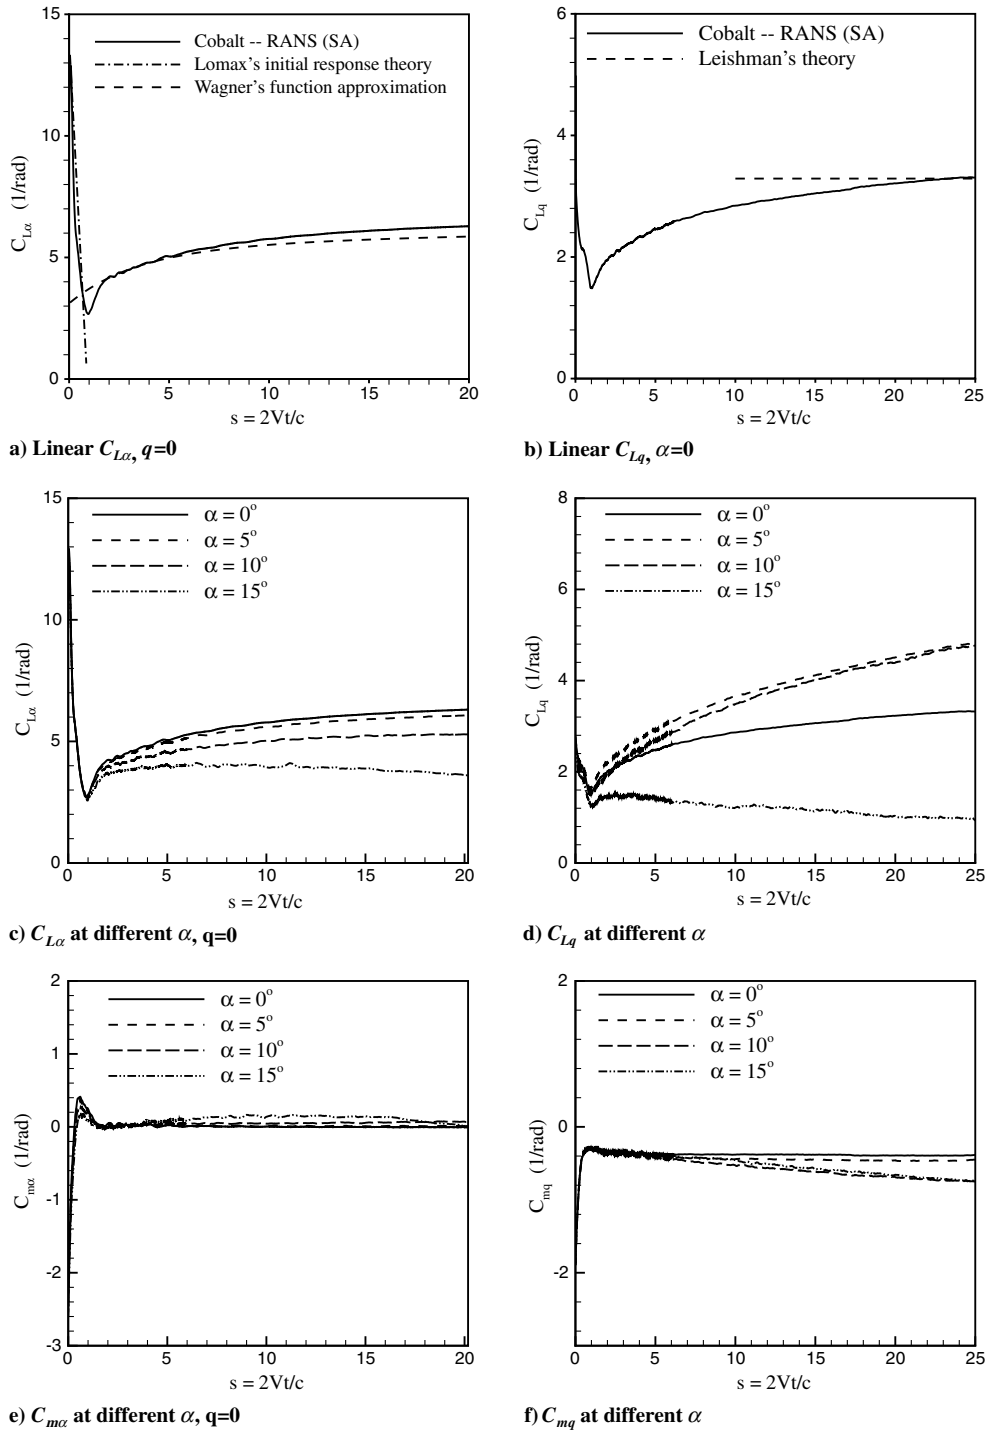 15
10
5
0
C_Lα (1/rad)
Cobalt -- RANS (SA)
Lomax's initial response theory
Wagner's function approximation
0 5 10 15 20
s = 2Vt/c
a) Linear C_Lα, q=0
6
4
2
0
C_Lq (1/rad)
Cobalt -- RANS (SA)
Leishman's theory
0 5 10 15 20 25
s = 2Vt/c
b) Linear C_Lq, α=0
15
10
5
0
C_Lα (1/rad)
α = 0°
α = 5°
α = 10°
α = 15°
0 5 10 15 20
s = 2Vt/c
c) C_Lα at different α, q=0
8
6
4
2
0
C_Lq (1/rad)
α = 0°
α = 5°
α = 10°
α = 15°
0 5 10 15 20 25
s = 2Vt/c
d) C_Lq at different α
2
1
0
-1
-2
-3
C_mα (1/rad)
α = 0°
α = 5°
α = 10°
α = 15°
0 5 10 15 20
s = 2Vt/c
e) C_mα at different α, q=0
2
0
-2
C_mq (1/rad)
α = 0°
α = 5°
α = 10°
α = 15°
0 5 10 15 20 25
s = 2Vt/c
f) C_mq at different α